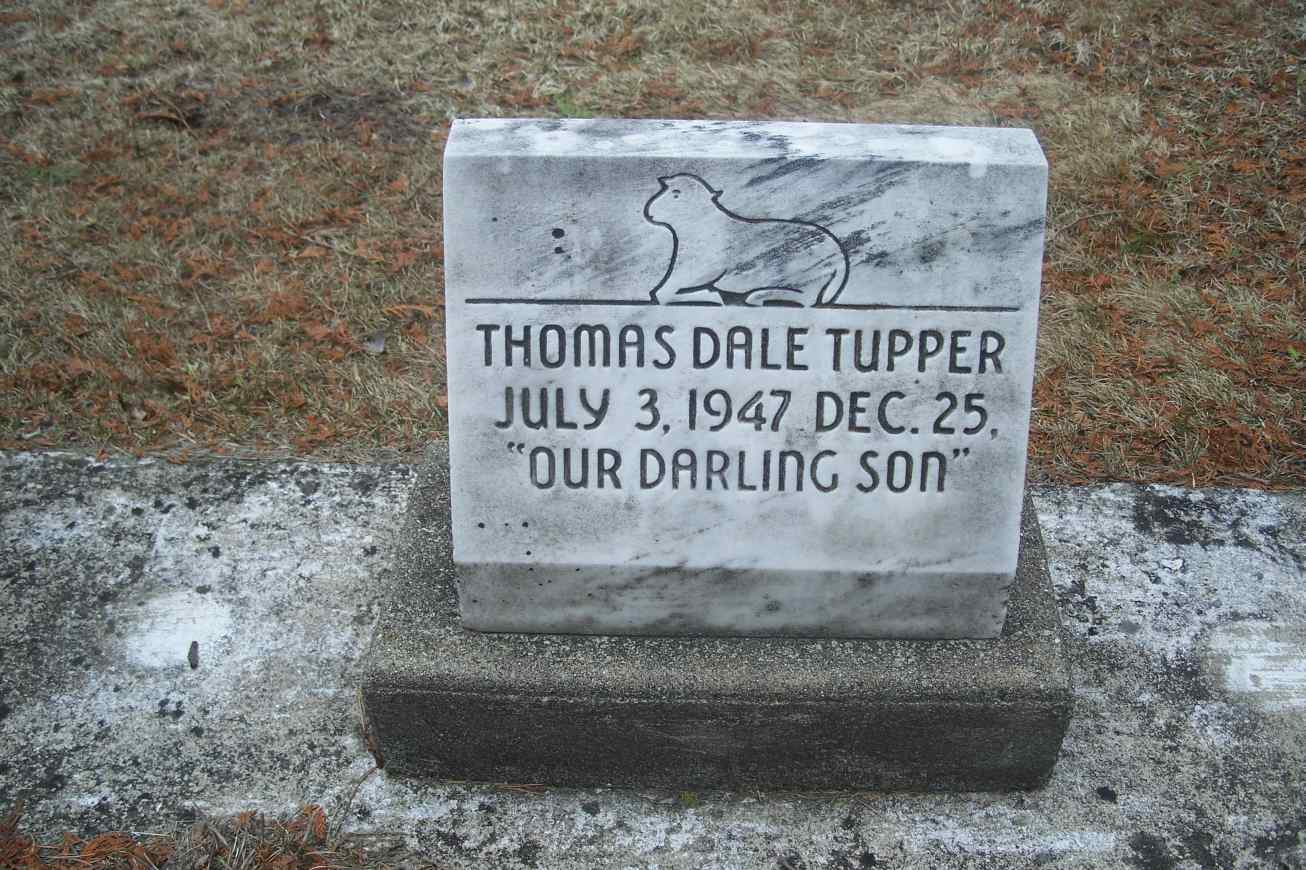 THOMAS DALE TUPPER
JULY 3, 1947 DEC. 25,
“OUR DARLING SON”